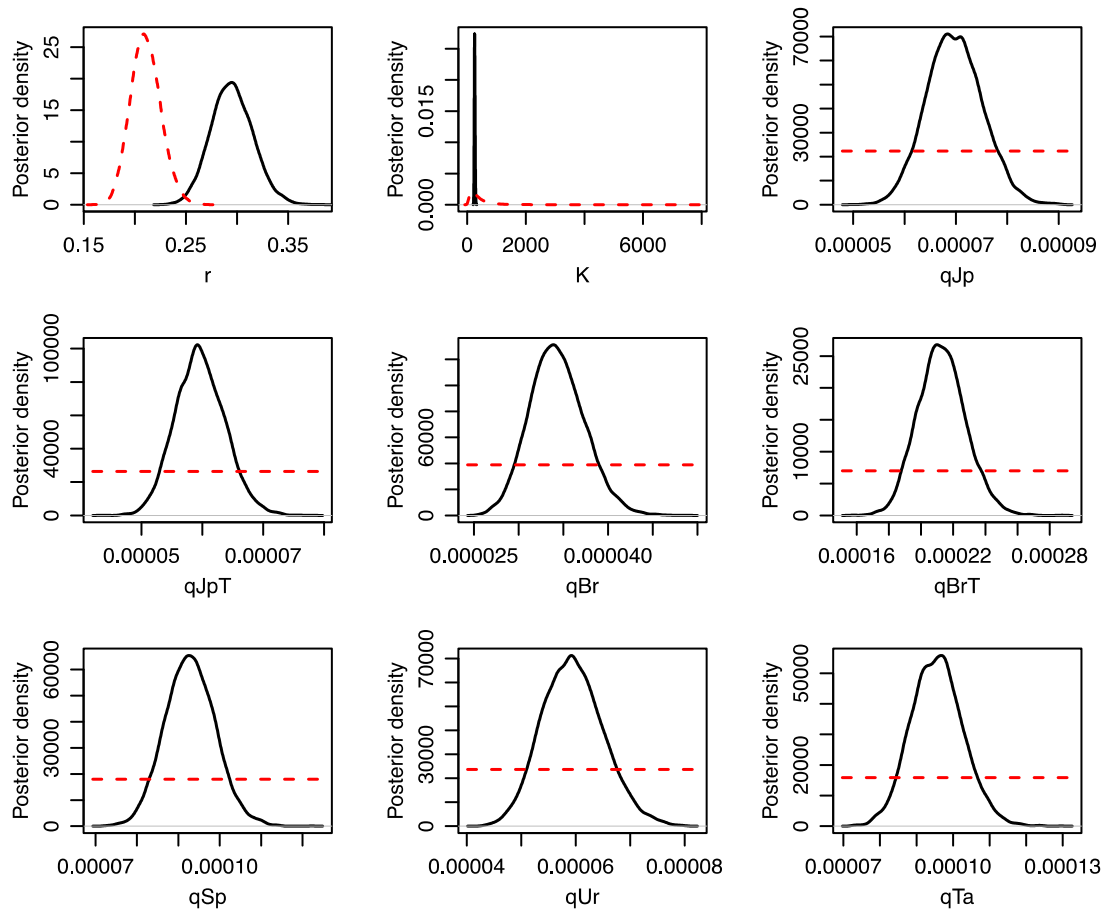 Posterior density
0 5 15 25
0.15 0.25 0.35
r
Posterior density
0.000 0.015
0 2000 6000
K
Posterior density
0 30000 70000
0.00005 0.00007 0.00009
qJp
Posterior density
0 40000 100000
0.00005 0.00007
qJpT
Posterior density
0 60000
0.000025 0.000040
qBr
Posterior density
0 10000 25000
0.00016 0.00022 0.00028
qBrT
Posterior density
0 30000 60000
0.00007 0.00010
qSp
Posterior density
0 30000 70000
0.00004 0.00006 0.00008
qUr
Posterior density
0 20000 50000
0.00007 0.00010 0.00013
qTa